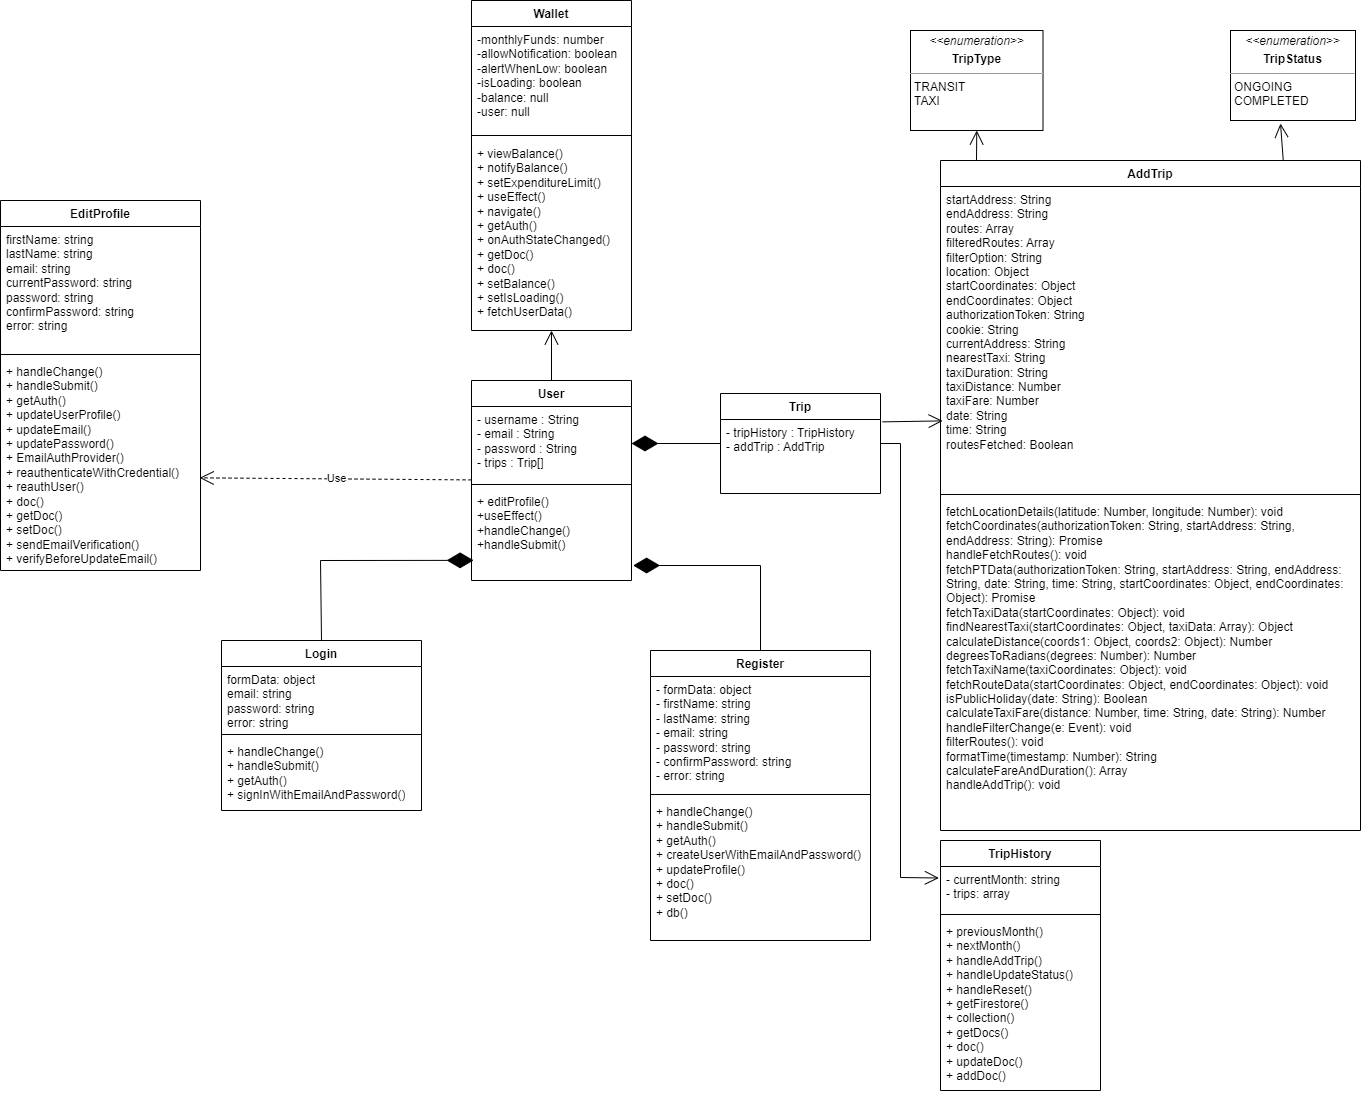 Wallet
-monthlyFunds: number
-allowNotification: boolean
-alertWhenLow: boolean
-isLoading: boolean
-balance: null
-user: null
+ viewBalance()
+ notifyBalance()
+ setExpenditureLimit()
+ useEffect()
+ navigate()
+ getAuth()
+ onAuthStateChanged()
+ getDoc()
+ doc()
+ setBalance()
+ setIsLoading()
+ fetchUserData()
<<enumeration>>
TripType
TRANSIT
TAXI
<<enumeration>>
TripStatus
ONGOING
COMPLETED
EditProfile
firstName: string
lastName: string
email: string
currentPassword: string
password: string
confirmPassword: string
error: string
+ handleChange()
+ handleSubmit()
+ getAuth()
+ updateUserProfile()
+ updateEmail()
+ updatePassword()
+ EmailAuthProvider()
+ reauthenticateWithCredential()
+ reauthUser()
+ doc()
+ getDoc()
+ setDoc()
+ sendEmailVerification()
+ verifyBeforeUpdateEmail()
Use
User
- username : String
- email : String
- password : String
- trips : Trip[]
+ editProfile()
+useEffect()
+handleChange()
+handleSubmit()
Trip
- tripHistory : TripHistory
- addTrip : AddTrip
AddTrip
startAddress: String
endAddress: String
routes: Array
filteredRoutes: Array
filterOption: String
location: Object
startCoordinates: Object
endCoordinates: Object
authorizationToken: String
cookie: String
currentAddress: String
nearestTaxi: String
taxiDuration: String
taxiDistance: Number
taxiFare: Number
date: String
time: String
routesFetched: Boolean
fetchLocationDetails(latitude: Number, longitude: Number): void
fetchCoordinates(authorizationToken: String, startAddress: String,
endAddress: String): Promise
handleFetchRoutes(): void
fetchPTData(authorizationToken: String, startAddress: String, endAddress:
String, date: String, time: String, startCoordinates: Object, endCoordinates:
Object): Promise
fetchTaxiData(startCoordinates: Object): void
findNearestTaxi(startCoordinates: Object, taxiData: Array): Object
calculateDistance(coords1: Object, coords2: Object): Number
degreesToRadians(degrees: Number): Number
fetchTaxiName(taxiCoordinates: Object): void
fetchRouteData(startCoordinates: Object, endCoordinates: Object): void
isPublicHoliday(date: String): Boolean
calculateTaxiFare(distance: Number, time: String, date: String): Number
handleFilterChange(e: Event): void
filterRoutes(): void
formatTime(timestamp: Number): String
calculateFareAndDuration(): Array
handleAddTrip(): void
Login
formData: object
email: string
password: string
error: string
+ handleChange()
+ handleSubmit()
+ getAuth()
+ signInWithEmailAndPassword()
Register
- formData: object
- firstName: string
- lastName: string
- email: string
- password: string
- confirmPassword: string
- error: string
+ handleChange()
+ handleSubmit()
+ getAuth()
+ createUserWithEmailAndPassword()
+ updateProfile()
+ doc()
+ setDoc()
+ db()
TripHistory
- currentMonth: string
- trips: array
+ previousMonth()
+ nextMonth()
+ handleAddTrip()
+ handleUpdateStatus()
+ handleReset()
+ getFirestore()
+ collection()
+ getDocs()
+ doc()
+ updateDoc()
+ addDoc()